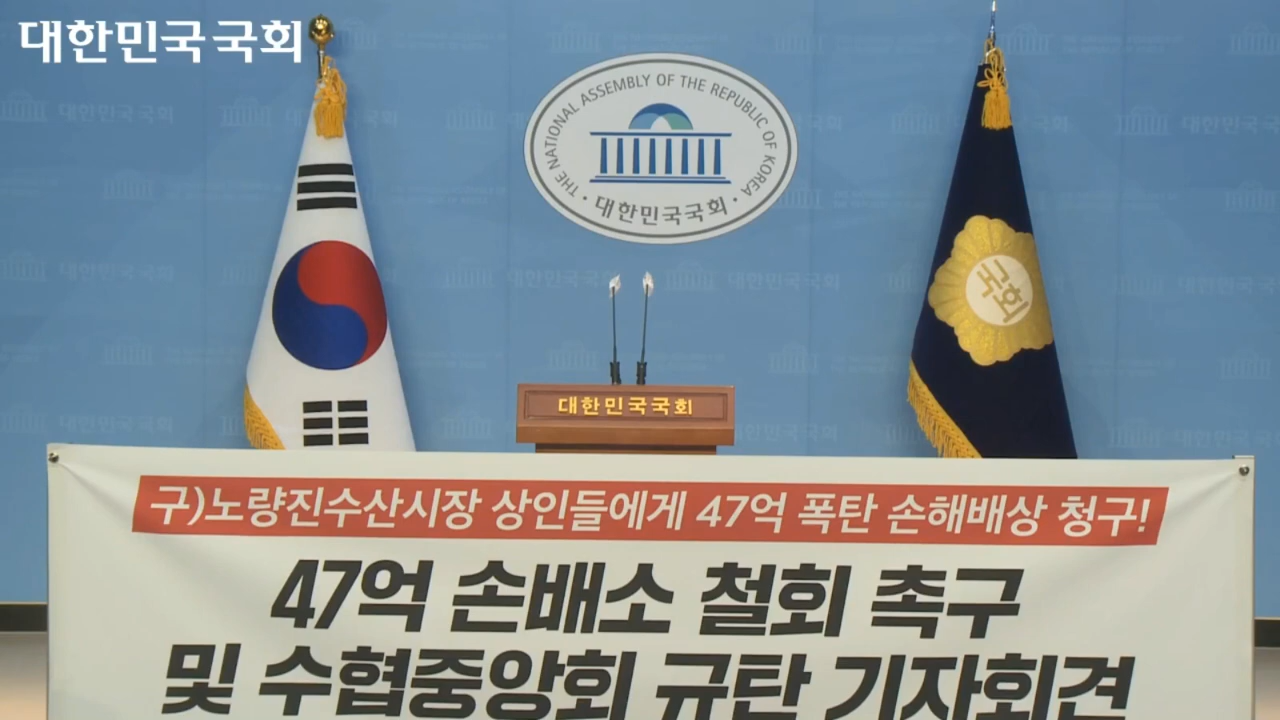 대한민국 국회
THE NATIONAL ASSEMBLY OF THE REPUBLIC OF KOREA
· 대한민국국회 ·
국회
대한민국국회
구)노량진수산시장 상인들에게 47억 폭탄 손해배상 청구!
47억 손배소 철회 촉구
및 수협중앙회 규탄 기자회견